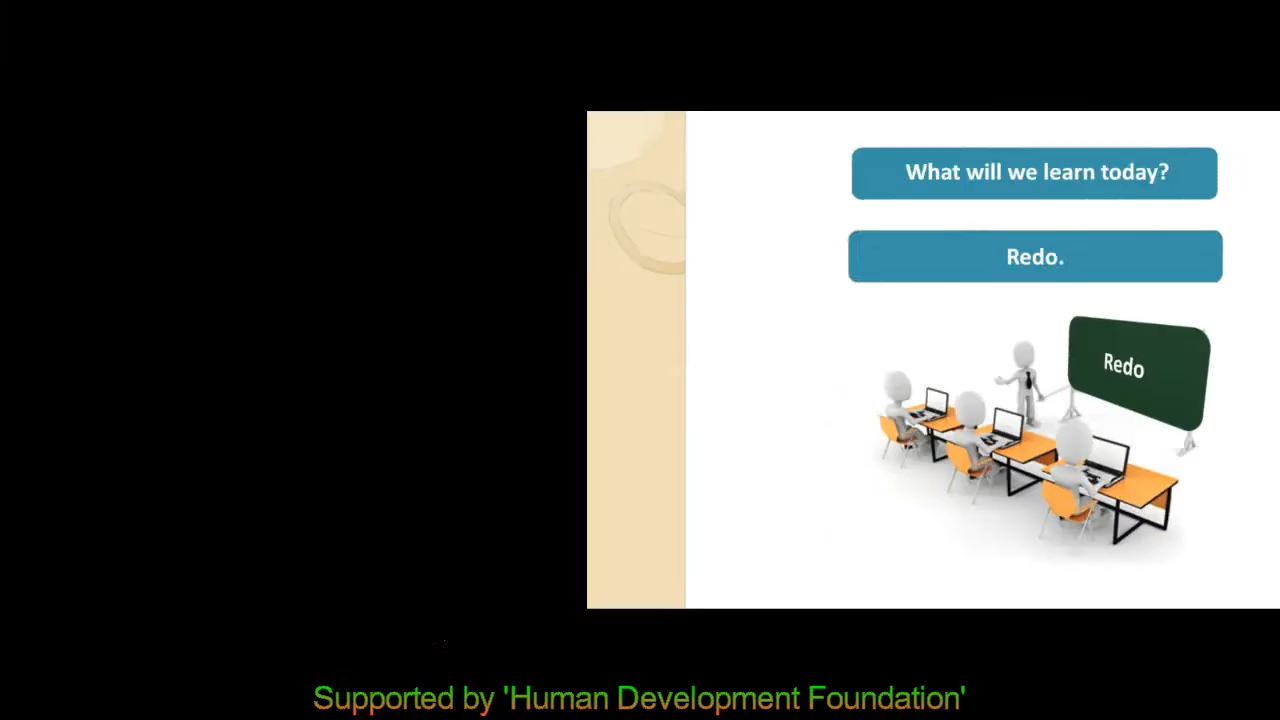 What will we learn today?
Redo.
Redo
Supported by 'Human Development Foundation'